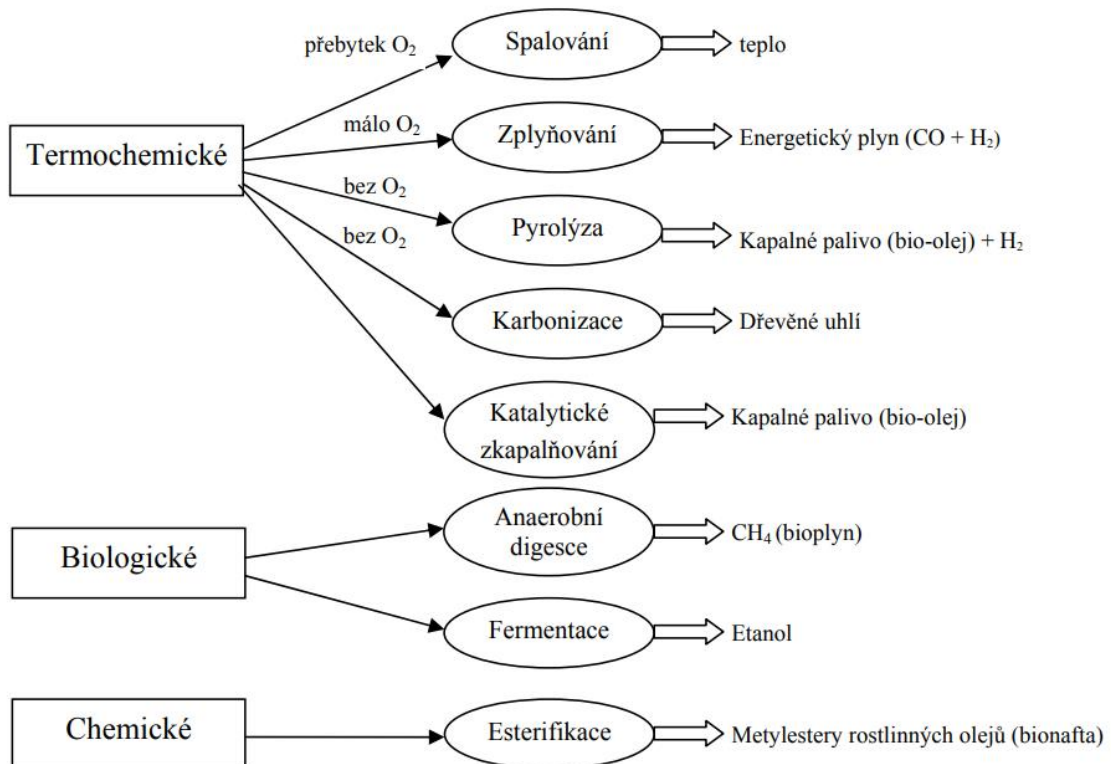 přebytek O₂
Spalování
teplo
málo O₂
Zplyňování
Energetický plyn (CO + H₂)
Termochemické
bez O₂
Pyrolýza
Kapalné palivo (bio-olej) + H₂
bez O₂
Karbonizace
Dřevěné uhlí
Katalytické
zkapalňování
Kapalné palivo (bio-olej)
Biologické
Anaerobní
digesce
CH₄ (bioplyn)
Fermentace
Etanol
Chemické
Esterifikace
Metylestery rostlinných olejů (bionafta)